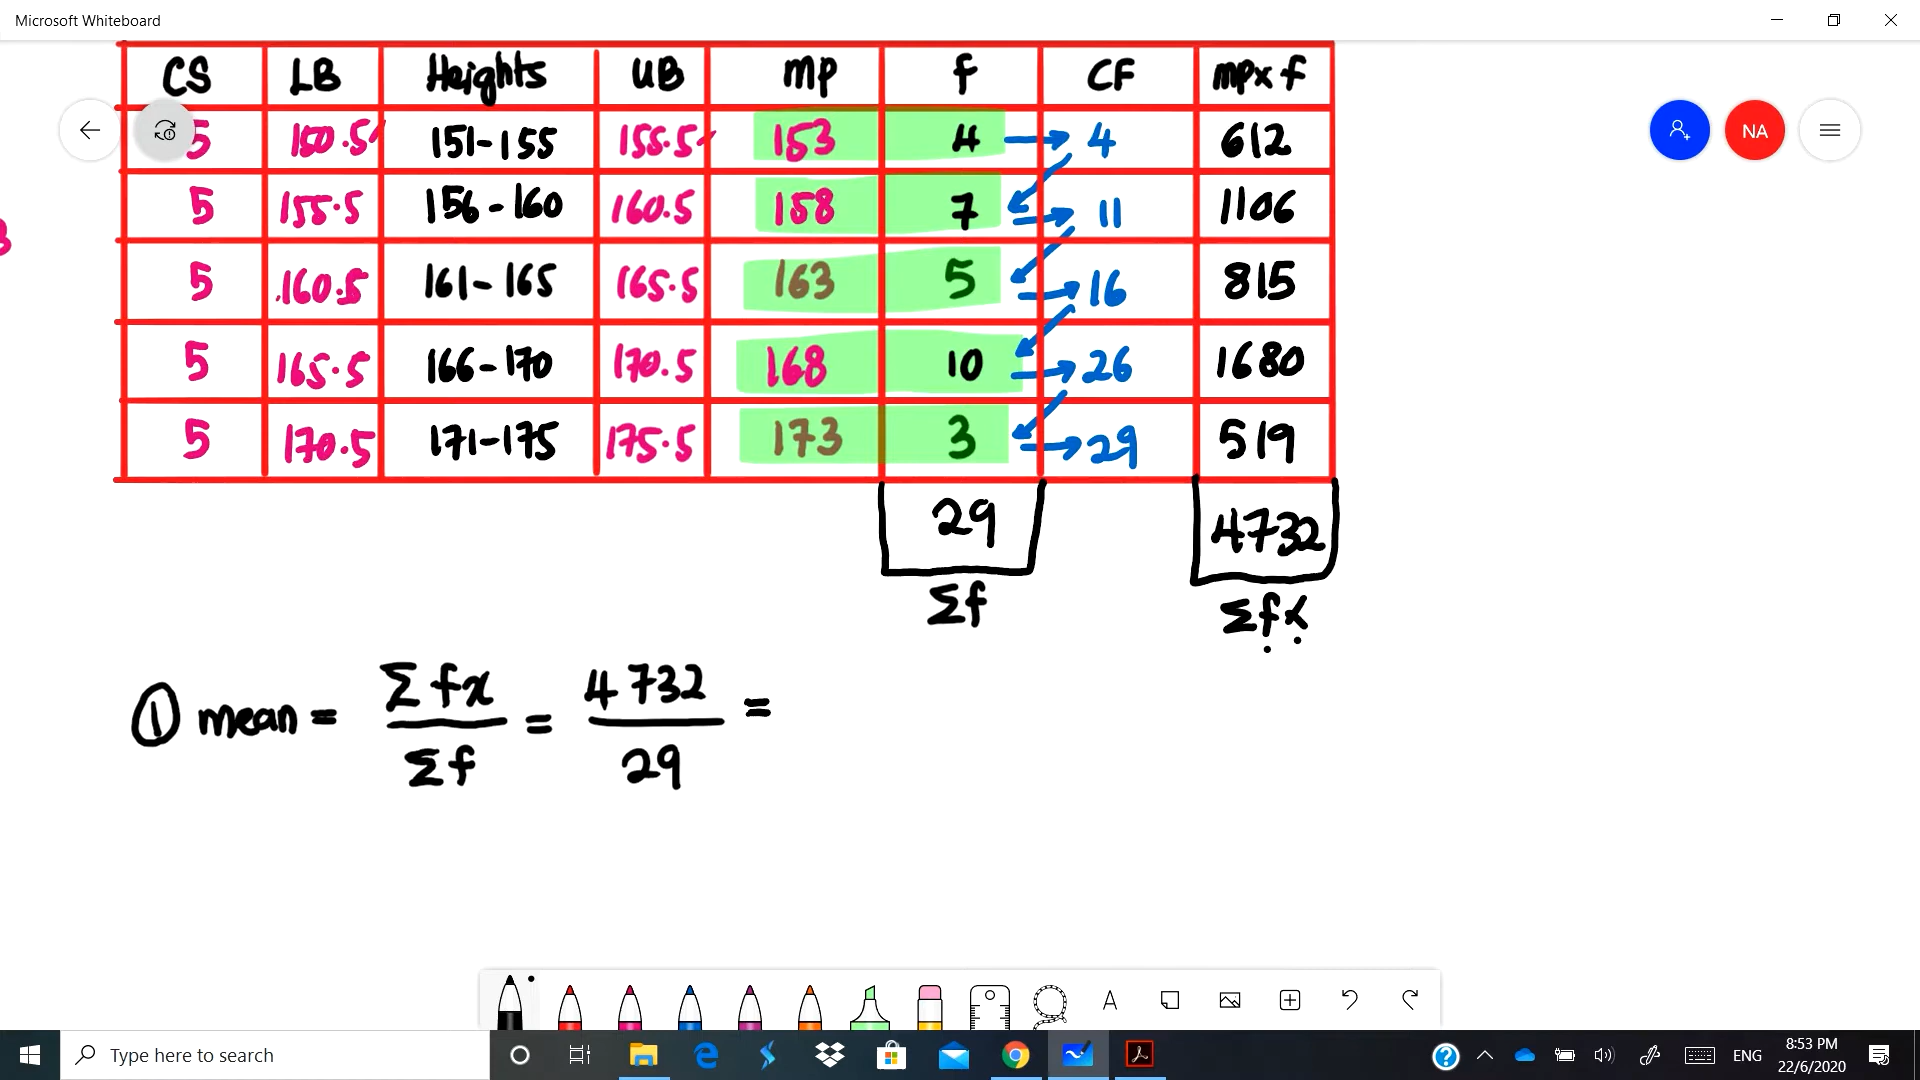 Microsoft Whiteboard
CS LB Heights UB mp f CF mpx f
5 150.5 151-155 155.5 153 4 4 612
5 155.5 156-160 160.5 158 7 11 1106
5 160.5 161-165 165.5 163 5 16 815
5 165.5 166-170 170.5 168 10 26 1680
5 170.5 171-175 175.5 173 3 29 519
29 4732
Σf Σfx
① mean = Σfx / Σf = 4732 / 29 =
NA
A
Type here to search
ENG
8:53 PM
22/6/2020